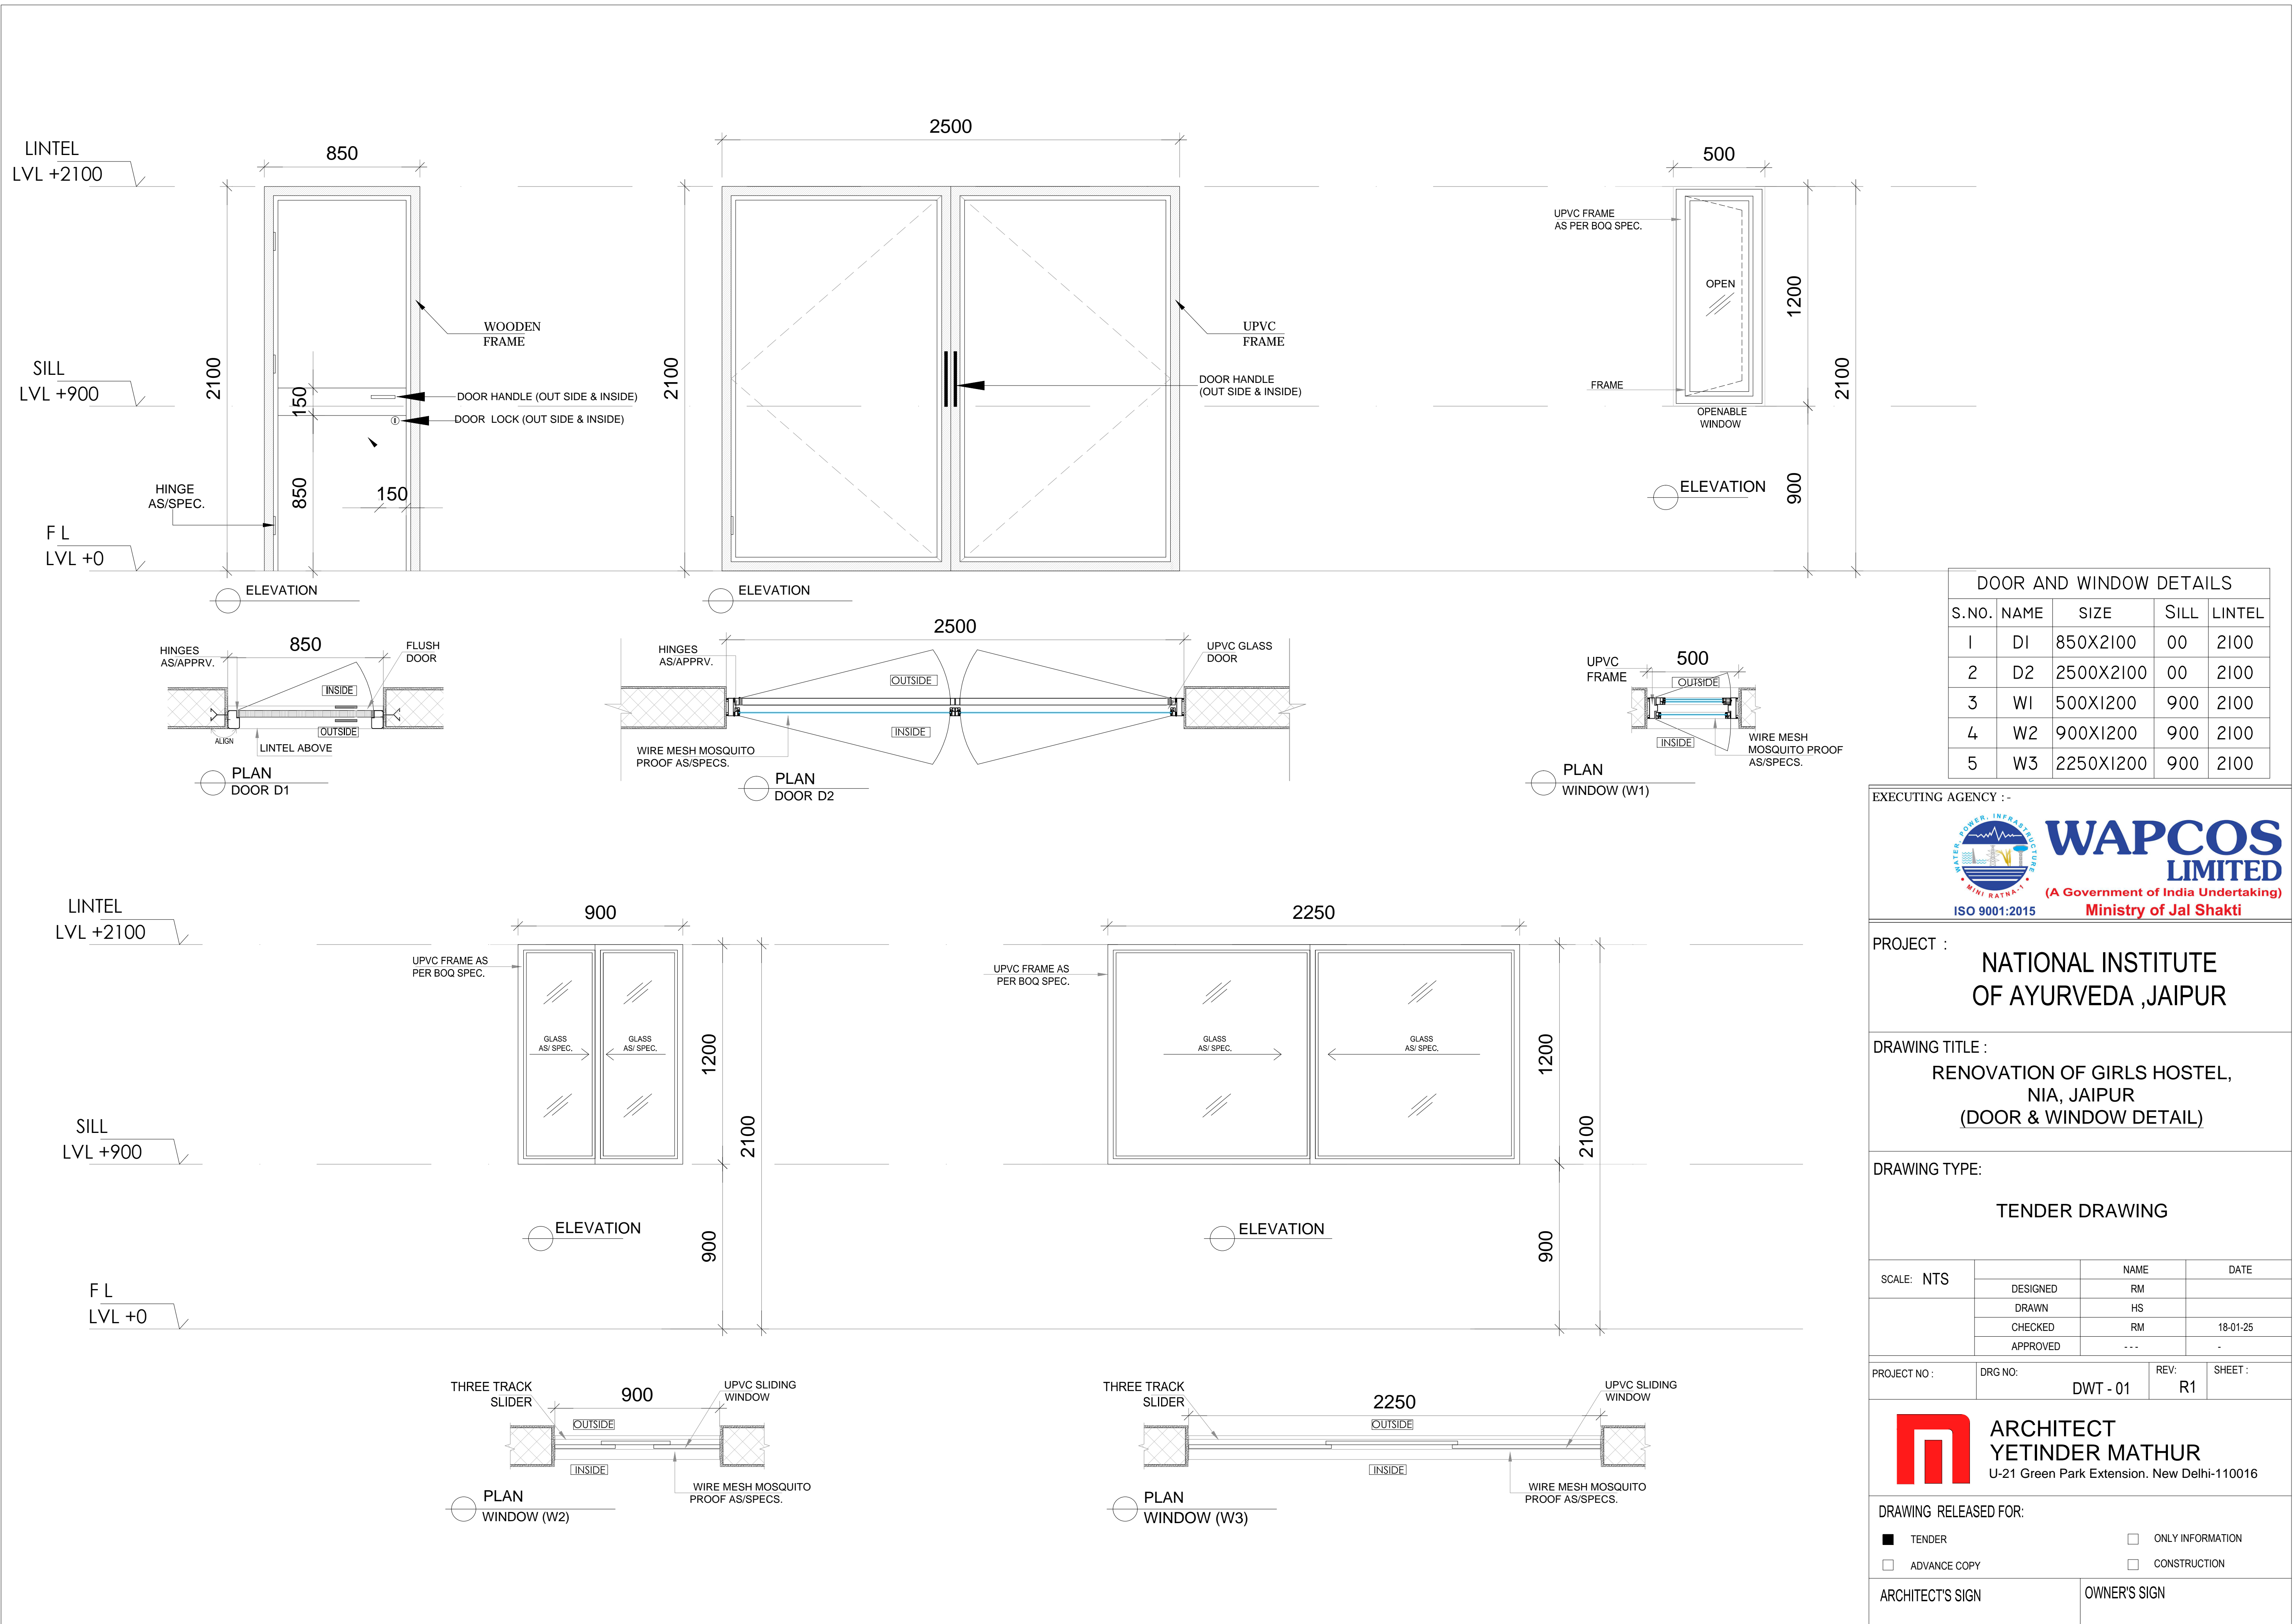 LINTEL
LVL +2100
SILL
LVL +900
F L
LVL +0
850
2100
150
850
150
WOODEN
FRAME
DOOR HANDLE (OUT SIDE & INSIDE)
DOOR LOCK (OUT SIDE & INSIDE)
HINGE
AS/SPEC.
ELEVATION
2500
2100
UPVC
FRAME
DOOR HANDLE
(OUT SIDE & INSIDE)
ELEVATION
500
UPVC FRAME
AS PER BOQ SPEC.
OPEN
1200
2100
FRAME
OPENABLE
WINDOW
900
ELEVATION
HINGES
AS/APPRV.
850
FLUSH
DOOR
INSIDE
OUTSIDE
ALIGN
LINTEL ABOVE
PLAN
DOOR D1
2500
HINGES
AS/APPRV.
UPVC GLASS
DOOR
OUTSIDE
INSIDE
WIRE MESH MOSQUITO
PROOF AS/SPECS.
PLAN
DOOR D2
UPVC
FRAME
500
OUTSIDE
INSIDE
WIRE MESH
MOSQUITO PROOF
AS/SPECS.
PLAN
WINDOW (W1)
DOOR AND WINDOW DETAILS
S.NO. NAME SIZE SILL LINTEL
1 D1 850X2100 00 2100
2 D2 2500X2100 00 2100
3 W1 500X1200 900 2100
4 W2 900X1200 900 2100
5 W3 2250X1200 900 2100
EXECUTING AGENCY : -
WATER, POWER, INFRASTRUCTURE
MINI RATNA-1
ISO 9001:2015
WAPCOS
LIMITED
(A Government of India Undertaking)
Ministry of Jal Shakti
PROJECT :
NATIONAL INSTITUTE
OF AYURVEDA ,JAIPUR
DRAWING TITLE :
RENOVATION OF GIRLS HOSTEL,
NIA, JAIPUR
(DOOR & WINDOW DETAIL)
DRAWING TYPE:
TENDER DRAWING
SCALE: NTS
NAME DATE
DESIGNED RM
DRAWN HS
CHECKED RM 18-01-25
APPROVED - - - -
PROJECT NO : DRG NO: REV: SHEET :
DWT - 01 R1
ARCHITECT
YETINDER MATHUR
U-21 Green Park Extension. New Delhi-110016
DRAWING RELEASED FOR:
TENDER ONLY INFORMATION
ADVANCE COPY CONSTRUCTION
ARCHITECT'S SIGN OWNER'S SIGN
LINTEL
LVL +2100
SILL
LVL +900
F L
LVL +0
900
UPVC FRAME AS
PER BOQ SPEC.
GLASS
AS/ SPEC.
GLASS
AS/ SPEC.
1200
2100
900
ELEVATION
2250
UPVC FRAME AS
PER BOQ SPEC.
GLASS
AS/ SPEC.
GLASS
AS/ SPEC.
1200
2100
900
ELEVATION
THREE TRACK
SLIDER
900
UPVC SLIDING
WINDOW
OUTSIDE
INSIDE
WIRE MESH MOSQUITO
PROOF AS/SPECS.
PLAN
WINDOW (W2)
THREE TRACK
SLIDER
2250
UPVC SLIDING
WINDOW
OUTSIDE
INSIDE
WIRE MESH MOSQUITO
PROOF AS/SPECS.
PLAN
WINDOW (W3)